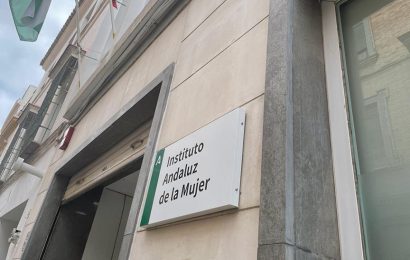 Instituto
Andaluz
de la Mujer